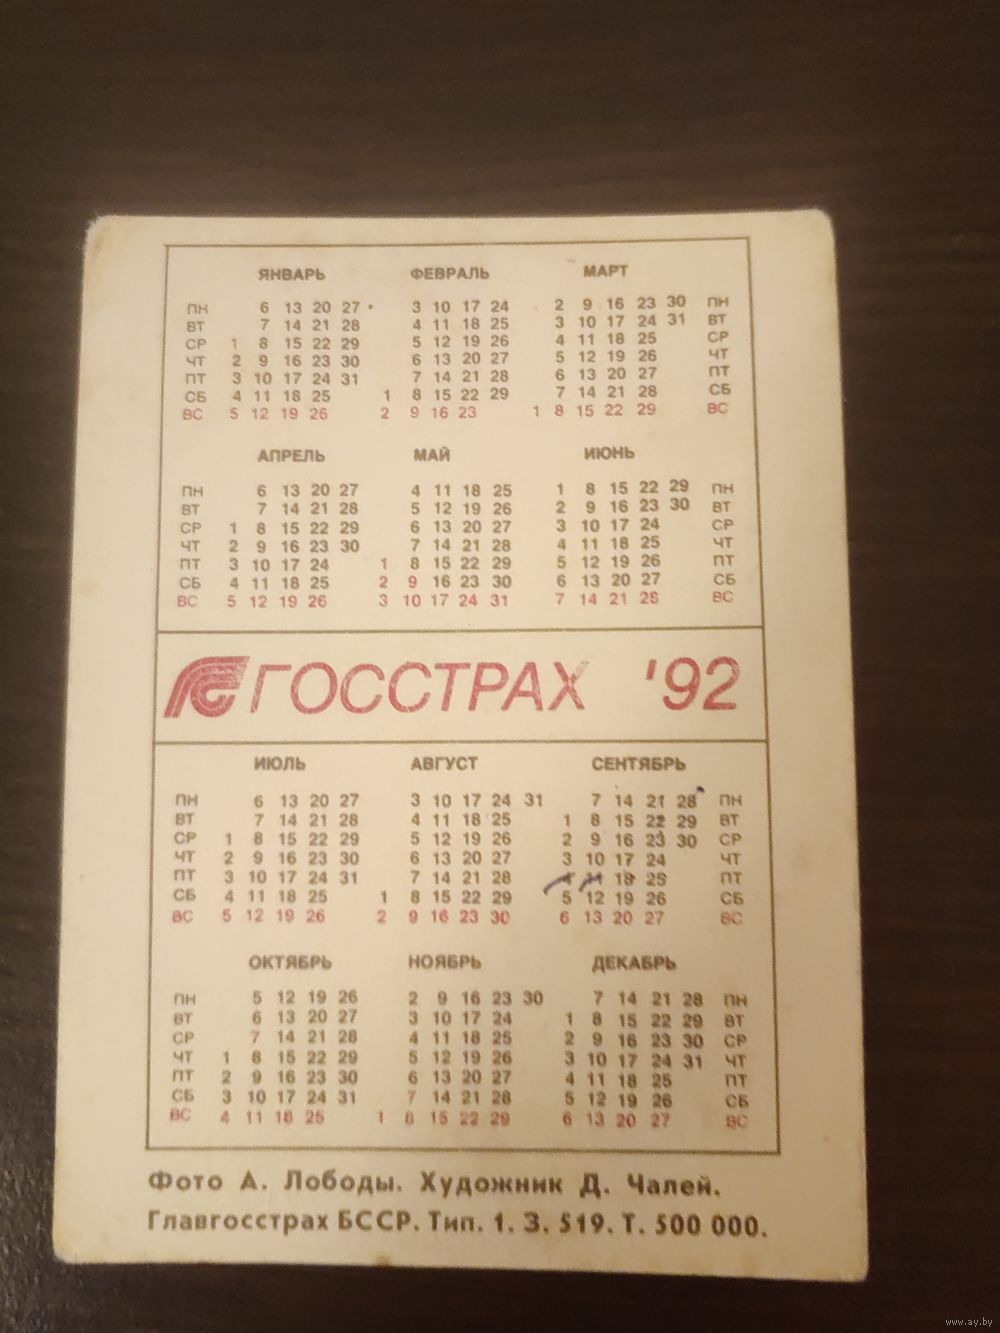 ЯНВАРЬ ФЕВРАЛЬ МАРТ
ПН 6 13 20 27 3 10 17 24 2 9 16 23 30 ПН
ВТ 7 14 21 28 4 11 18 25 3 10 17 24 31 ВТ
СР 1 8 15 22 29 5 12 19 26 4 11 18 25 СР
ЧТ 2 9 16 23 30 6 13 20 27 5 12 19 26 ЧТ
ПТ 3 10 17 24 31 7 14 21 28 6 13 20 27 ПТ
СБ 4 11 18 25 1 8 15 22 29 7 14 21 28 СБ
ВС 5 12 19 26 2 9 16 23 1 8 15 22 29 ВС
АПРЕЛЬ МАЙ ИЮНЬ
ПН 6 13 20 27 4 11 18 25 1 8 15 22 29 ПН
ВТ 7 14 21 28 5 12 19 26 2 9 16 23 30 ВТ
СР 1 8 15 22 29 6 13 20 27 3 10 17 24 СР
ЧТ 2 9 16 23 30 7 14 21 28 4 11 18 25 ЧТ
ПТ 3 10 17 24 1 8 15 22 29 5 12 19 26 ПТ
СБ 4 11 18 25 2 9 16 23 30 6 13 20 27 СБ
ВС 5 12 19 26 3 10 17 24 31 7 14 21 28 ВС
ГОССТРАХ '92
ИЮЛЬ АВГУСТ СЕНТЯБРЬ
ПН 6 13 20 27 3 10 17 24 31 7 14 21 28 ПН
ВТ 7 14 21 28 4 11 18 25 1 8 15 22 29 ВТ
СР 1 8 15 22 29 5 12 19 26 2 9 16 23 30 СР
ЧТ 2 9 16 23 30 6 13 20 27 3 10 17 24 ЧТ
ПТ 3 10 17 24 31 7 14 21 28 4 11 18 25 ПТ
СБ 4 11 18 25 1 8 15 22 29 5 12 19 26 СБ
ВС 5 12 19 26 2 9 16 23 30 6 13 20 27 ВС
ОКТЯБРЬ НОЯБРЬ ДЕКАБРЬ
ПН 5 12 19 26 2 9 16 23 30 7 14 21 28 ПН
ВТ 6 13 20 27 3 10 17 24 1 8 15 22 29 ВТ
СР 7 14 21 28 4 11 18 25 2 9 16 23 30 СР
ЧТ 1 8 15 22 29 5 12 19 26 3 10 17 24 31 ЧТ
ПТ 2 9 16 23 30 6 13 20 27 4 11 18 25 ПТ
СБ 3 10 17 24 31 7 14 21 28 5 12 19 26 СБ
ВС 4 11 18 25 1 8 15 22 29 6 13 20 27 ВС
Фото А. Лободы. Художник Д. Чалей.
Главгосстрах БССР. Тип. 1. З. 519. Т. 500 000.
www.ay.by